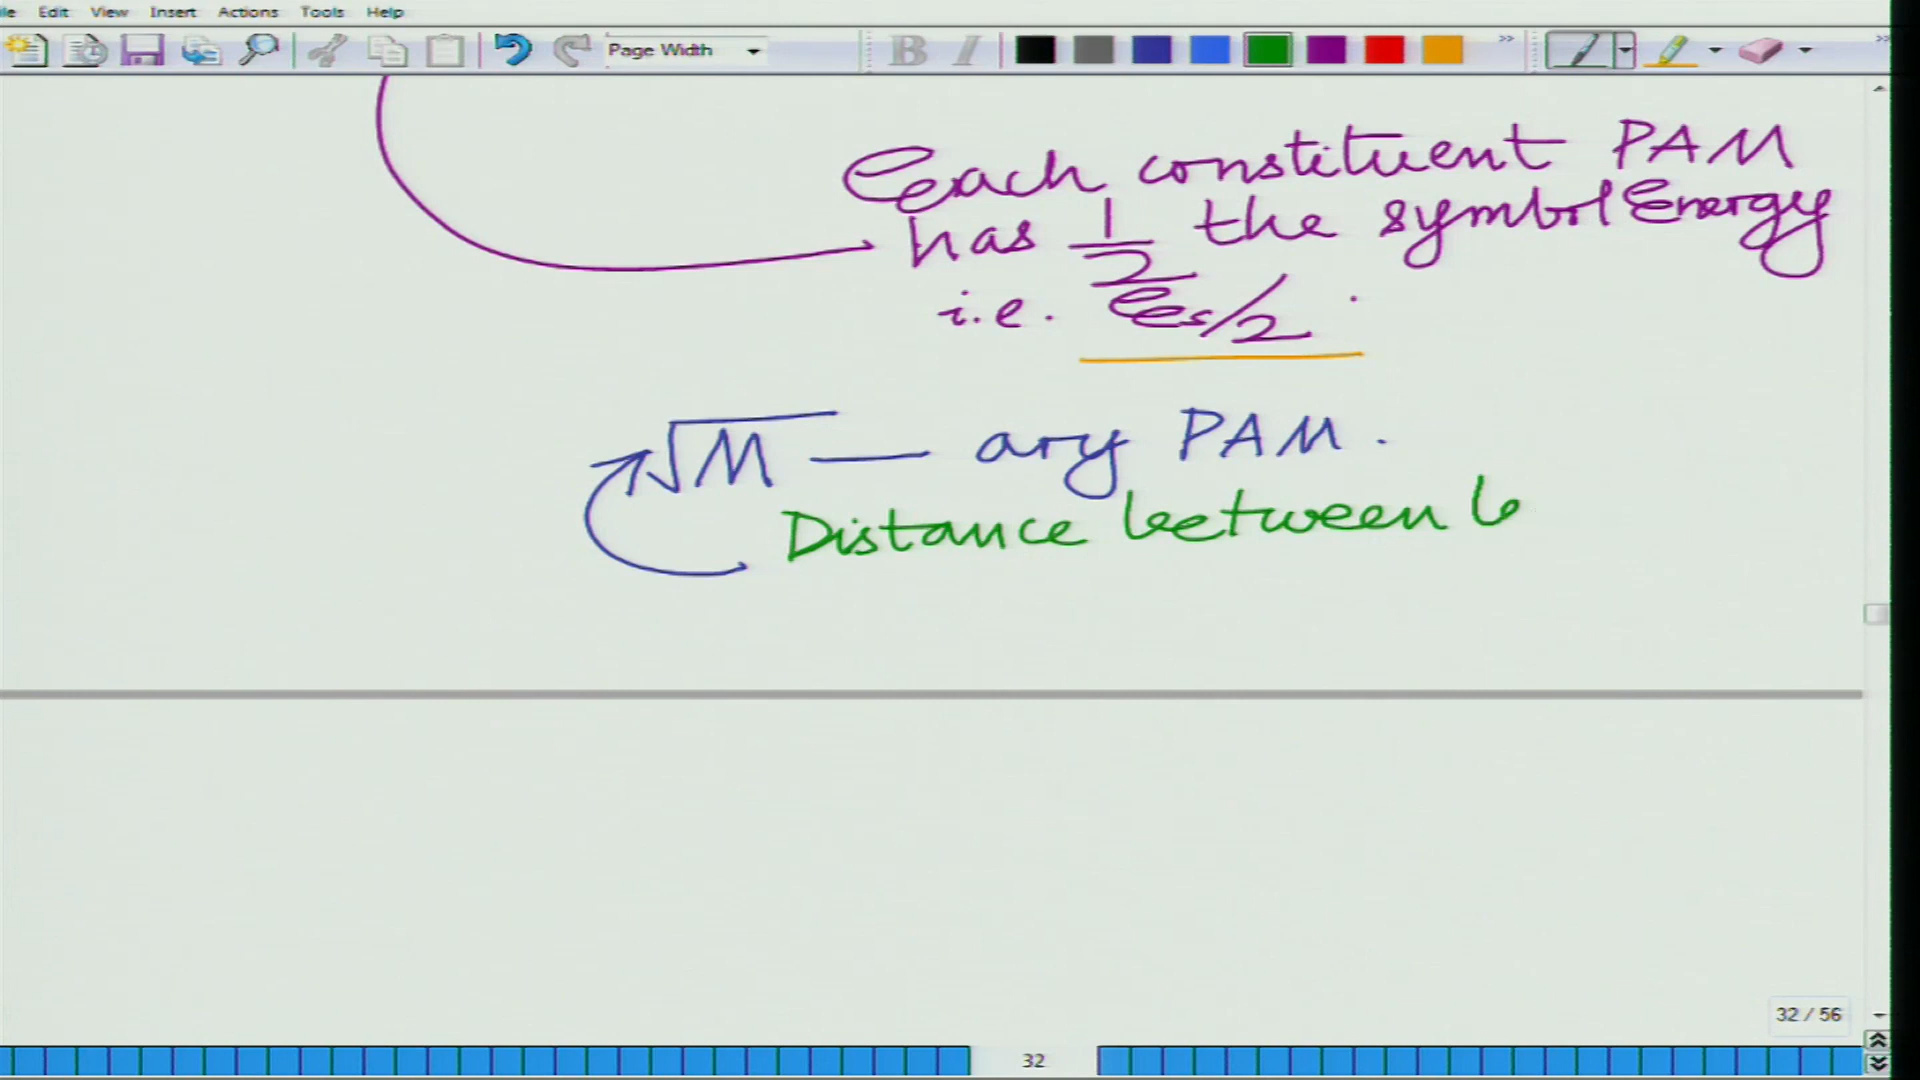 Edit View Insert Actions Tools Help
Page Width
B I
Each constituent PAM
has 1/2 the symbol Energy
i.e. Es/2.
√M — ary PAM.
Distance between
32 / 56
32